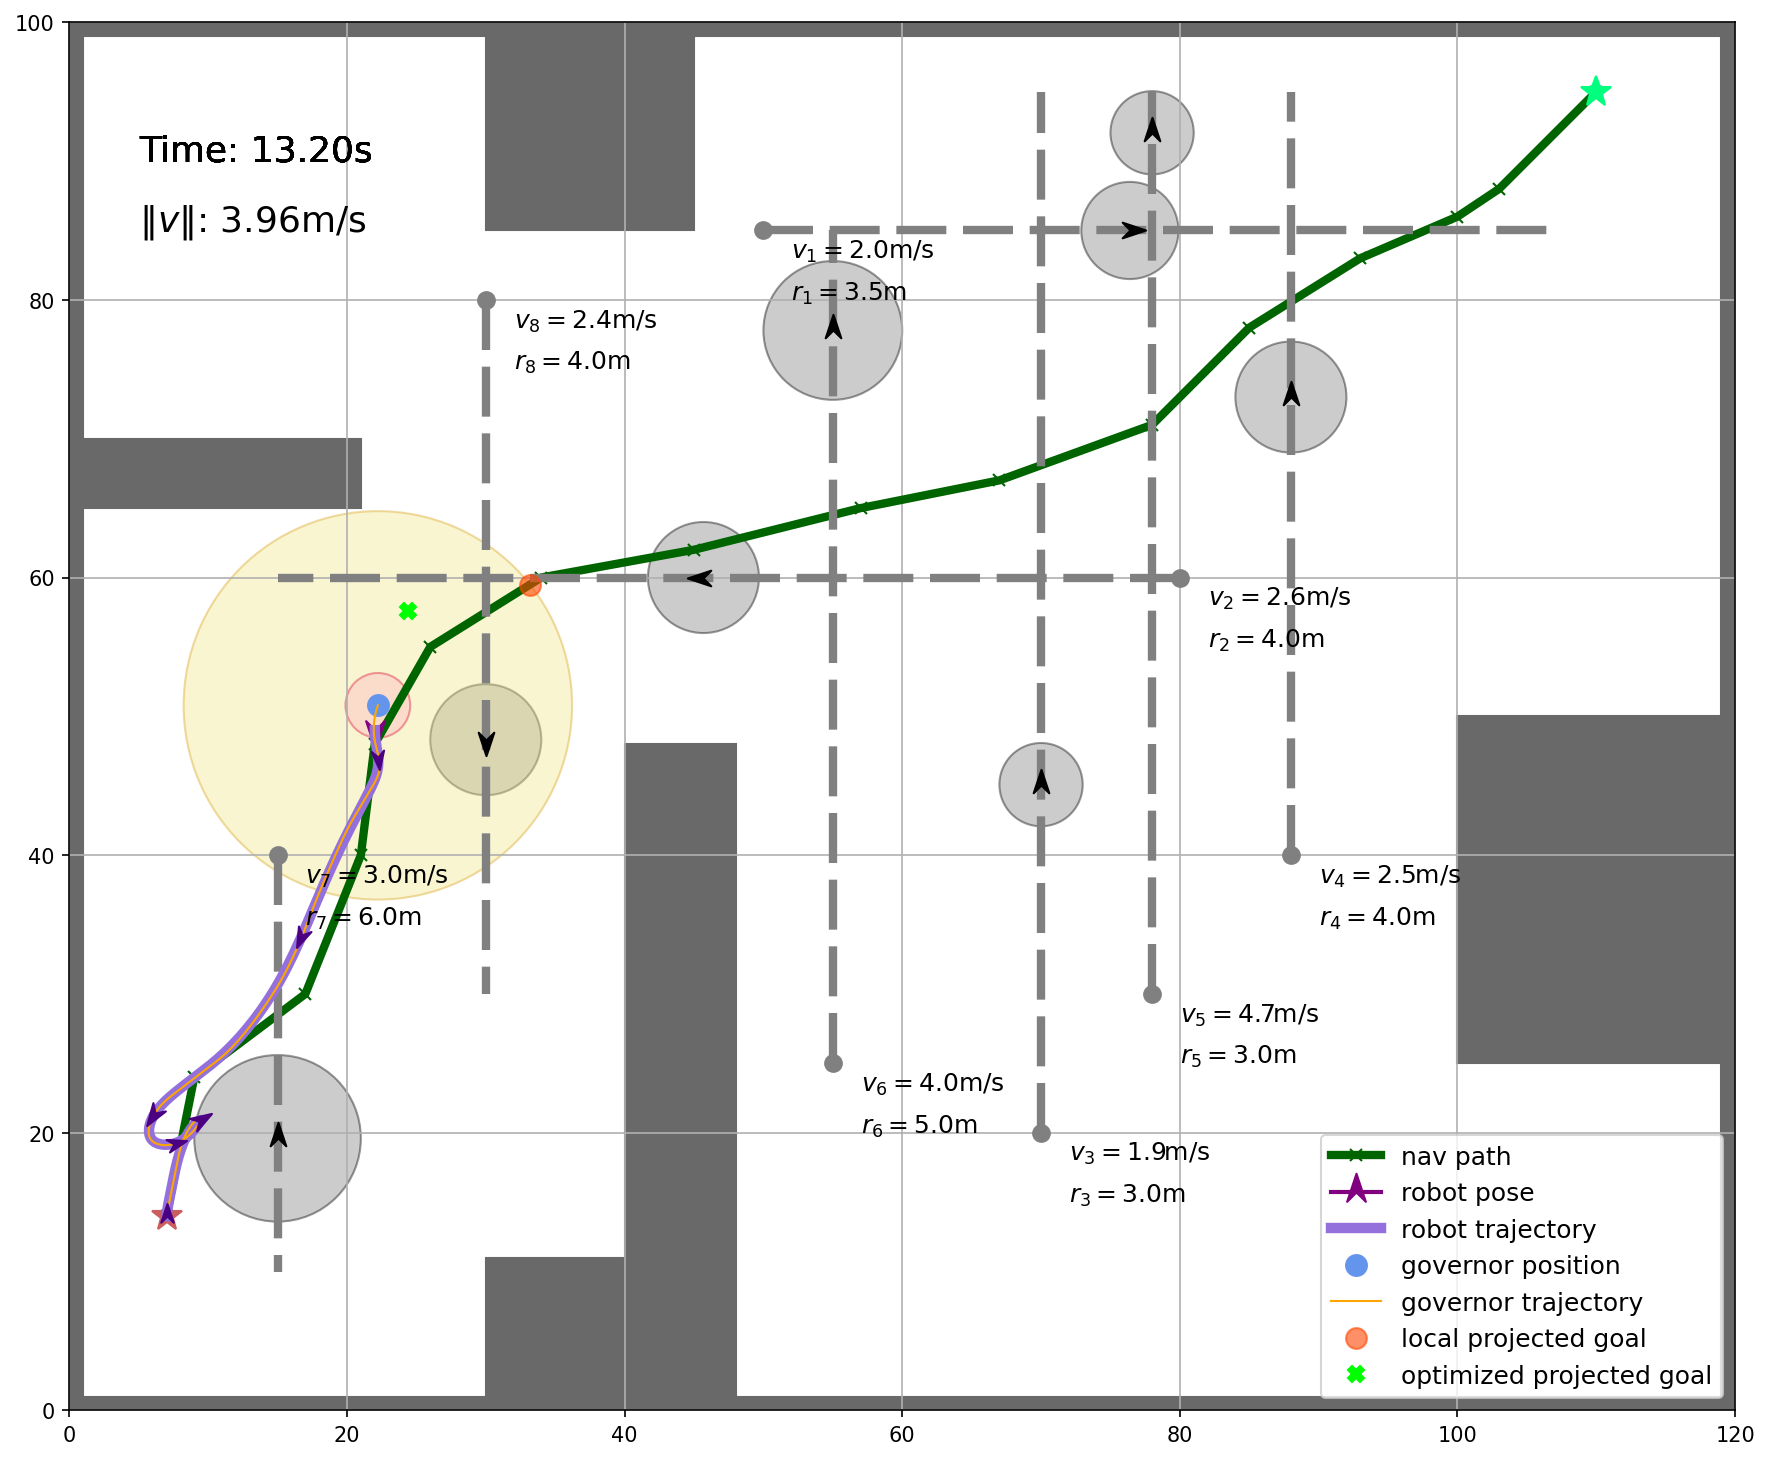 100
80
60
40
20
0
0
20
40
60
80
100
120
Time: 13.20s
‖v‖: 3.96m/s
v₁ = 2.0m/s
r₁ = 3.5m
v₈ = 2.4m/s
r₈ = 4.0m
v₂ = 2.6m/s
r₂ = 4.0m
v₇ = 3.0m/s
r₇ = 6.0m
v₄ = 2.5m/s
r₄ = 4.0m
v₅ = 4.7m/s
r₅ = 3.0m
v₆ = 4.0m/s
r₆ = 5.0m
v₃ = 1.9m/s
r₃ = 3.0m
nav path
robot pose
robot trajectory
governor position
governor trajectory
local projected goal
optimized projected goal